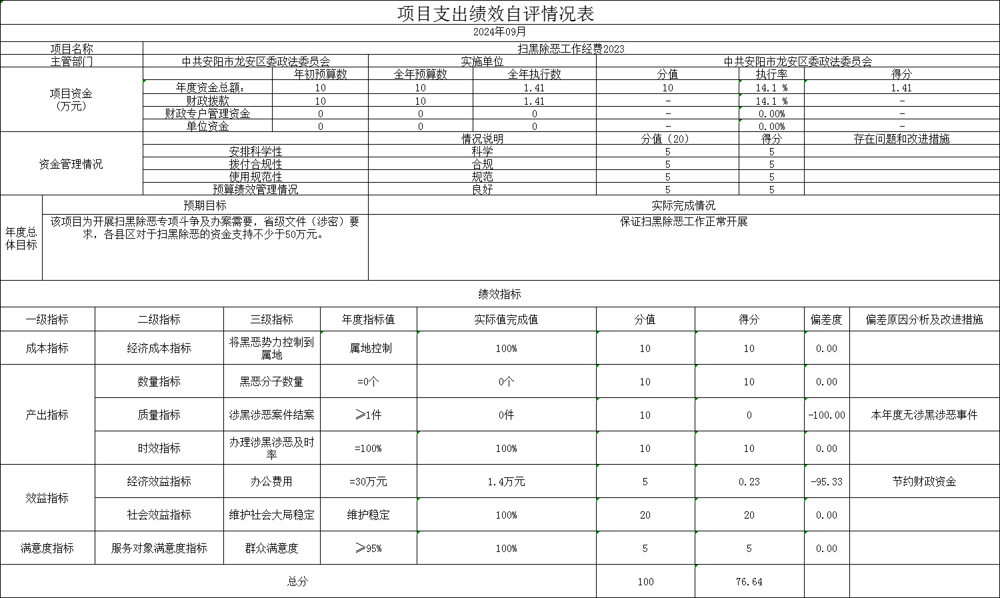 项目支出绩效自评情况表
2024年09月
项目名称 扫黑除恶工作经费2023
主管部门 中共安阳市龙安区委政法委员会 实施单位 中共安阳市龙安区委政法委员会
项目资金
(万元)
年初预算数 全年预算数 全年执行数 分值 执行率 得分
年度资金总额： 10 10 1.41 10 14.1 % 1.41
财政拨款 10 10 1.41 - 14.1 % -
财政专户管理资金 0 0 0 - 0.00% -
单位资金 0 0 0 - 0.00% -
资金管理情况
情况说明 分值（20） 得分 存在问题和改进措施
安排科学性 科学 5 5
拨付合规性 合规 5 5
使用规范性 规范 5 5
预算绩效管理情况 良好 5 5
年度总
体目标
预期目标 实际完成情况
该项目为开展扫黑除恶专项斗争及办案需要，省级文件（涉密）要
求，各县区对于扫黑除恶的资金支持不少于50万元。
保证扫黑除恶工作正常开展
绩效指标
一级指标 二级指标 三级指标 年度指标值 实际值完成值 分值 得分 偏差度 偏差原因分析及改进措施
成本指标 经济成本指标 将黑恶势力控制到
属地 属地控制 100% 10 10 0.00
产出指标
数量指标 黑恶分子数量 =0个 0个 10 10 0.00
质量指标 涉黑涉恶案件结案 ≥1件 0件 10 0 -100.00 本年度无涉黑涉恶事件
时效指标 办理涉黑涉恶及时
率 =100% 100% 10 10 0.00
效益指标
经济效益指标 办公费用 =30万元 1.4万元 5 0.23 -95.33 节约财政资金
社会效益指标 维护社会大局稳定 维护稳定 100% 20 20 0.00
满意度指标 服务对象满意度指标 群众满意度 ≥95% 100% 5 5 0.00
总分 100 76.64